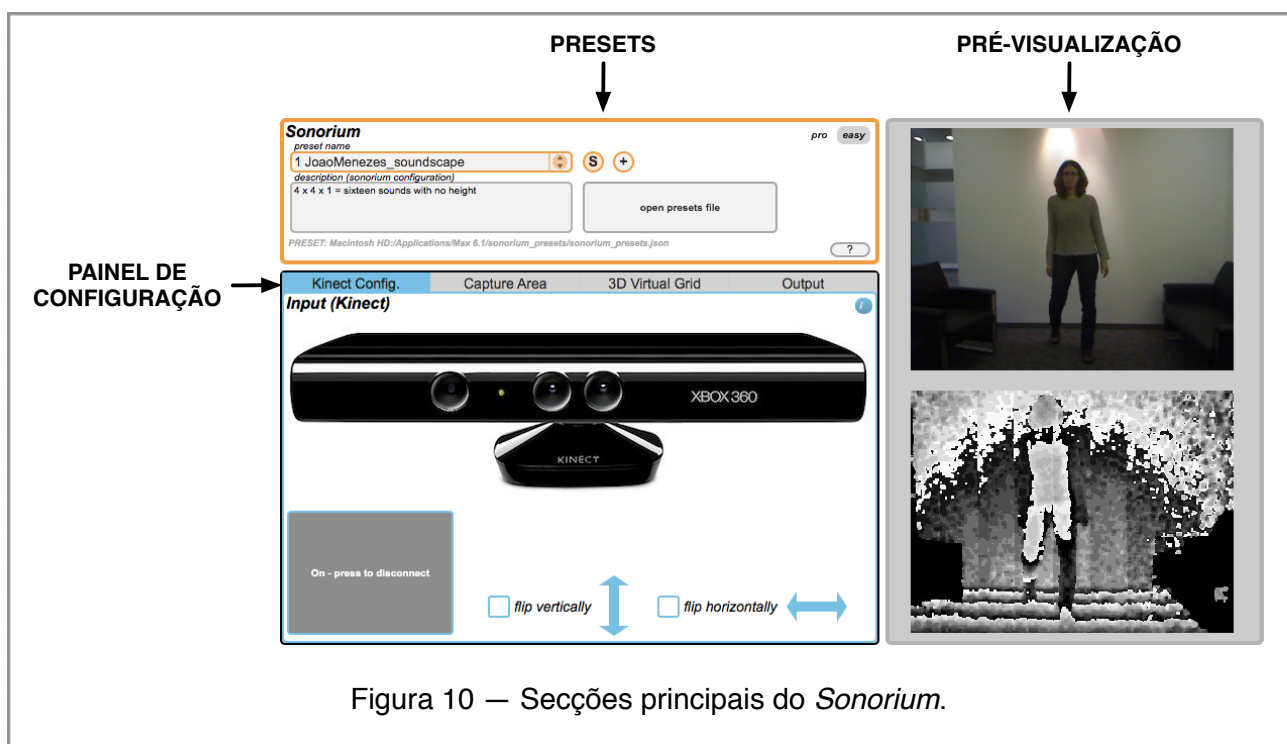 PRESETS
PRÉ-VISUALIZAÇÃO
Sonorium
pro easy
preset name
1 JoaoMenezes_soundscape
S +
description (sonorium configuration)
4 x 4 x 1 = sixteen sounds with no height
open presets file
PRESET: Macintosh HD:/Applications/Max 6.1/sonorium_presets/sonorium_presets.json
?
PAINEL DE
CONFIGURAÇÃO
Kinect Config. Capture Area 3D Virtual Grid Output
Input (Kinect)
i
XBOX 360
KINECT
On - press to disconnect
flip vertically
flip horizontally
Figura 10 — Secções principais do Sonorium.